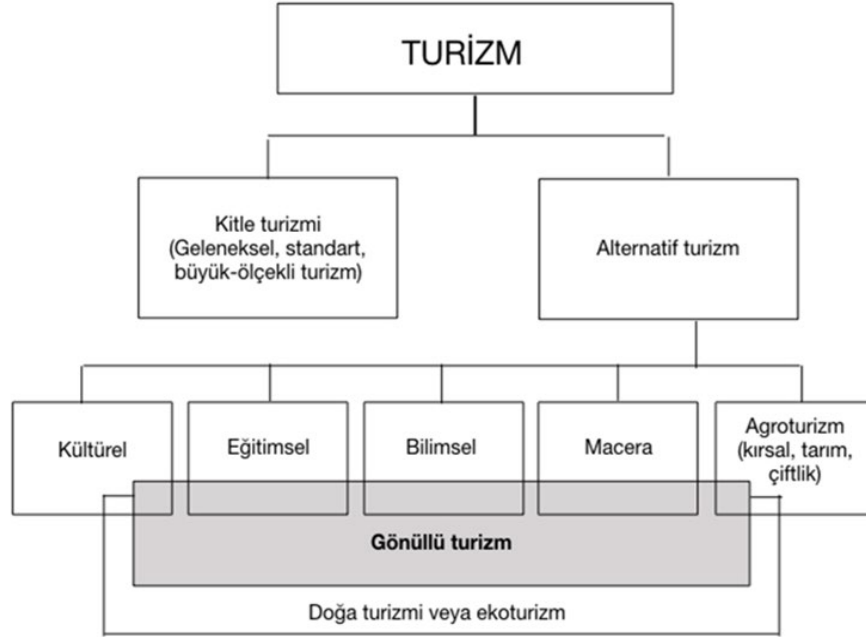 TURİZM
Kitle turizmi
(Geleneksel, standart,
büyük-ölçekli turizm)
Alternatif turizm
Kültürel
Eğitimsel
Bilimsel
Macera
Agroturizm
(kırsal, tarım,
çiftlik)
Gönüllü turizm
Doğa turizmi veya ekoturizm